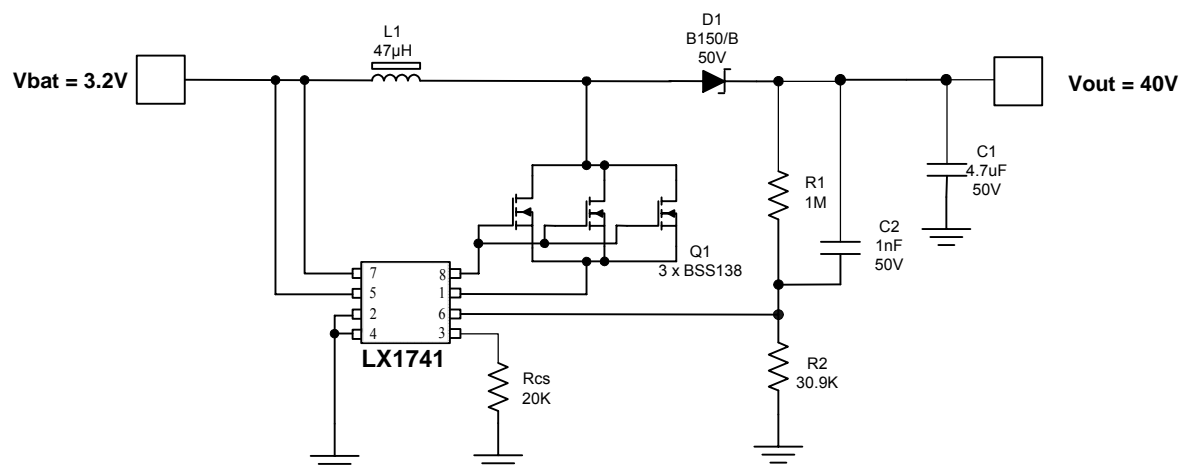 Vbat = 3.2V
L1
47µH
D1
B150/B
50V
Vout = 40V
R1
1M
C1
4.7uF
50V
C2
1nF
50V
Q1
3 x BSS138
7 8
5 1
2 6
4 3
LX1741
Rcs
20K
R2
30.9K